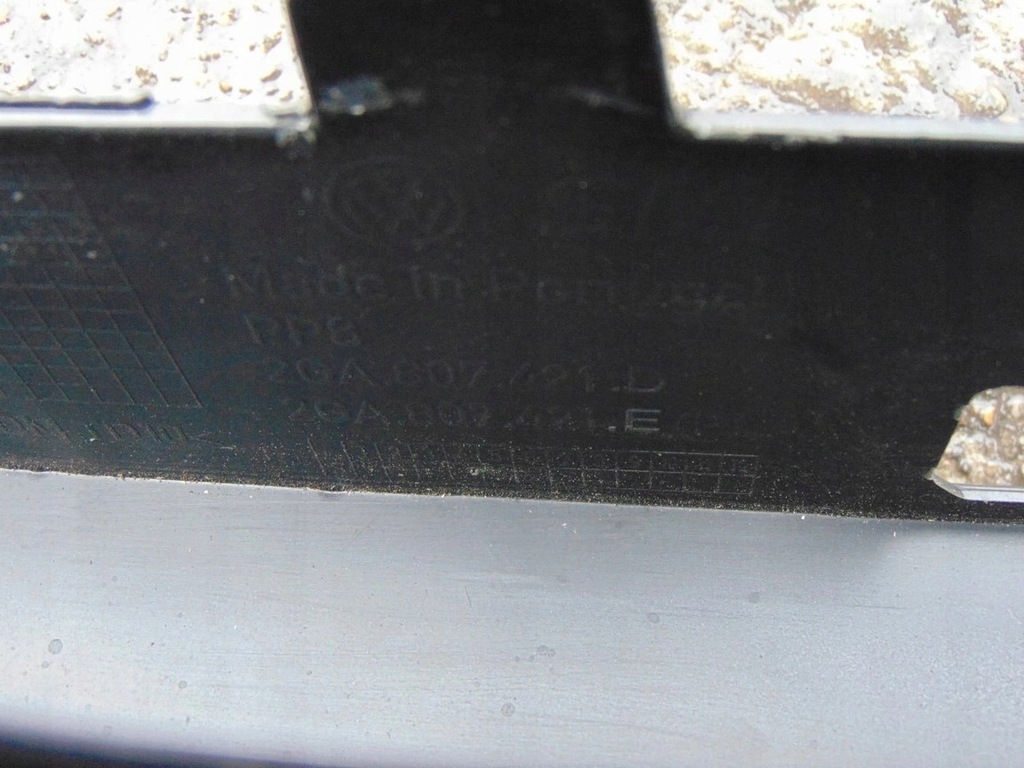 Made in Portugal
PP8
2GA.807.421.D
2GA.807.421.E